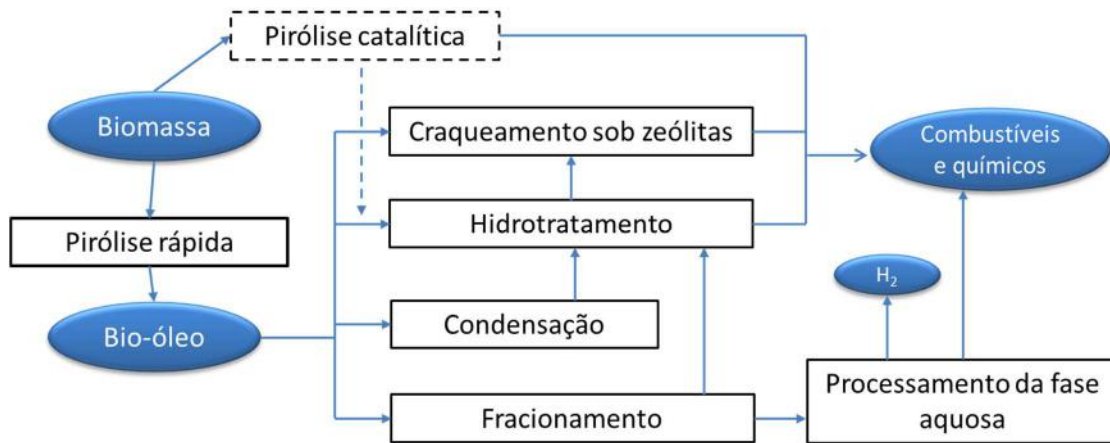 Pirólise catalítica
Biomassa
Craqueamento sob zeólitas
Combustíveis
e químicos
Hidrotratamento
Pirólise rápida
H₂
Bio-óleo
Condensação
Processamento da fase
aquosa
Fracionamento